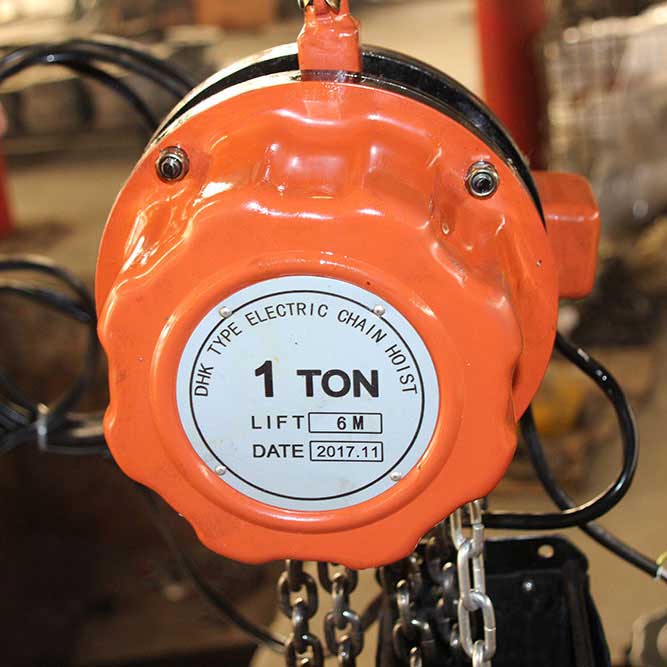 DHK TYPE ELECTRIC CHAIN HOIST
1 TON
LIFT 6M
DATE 2017.11